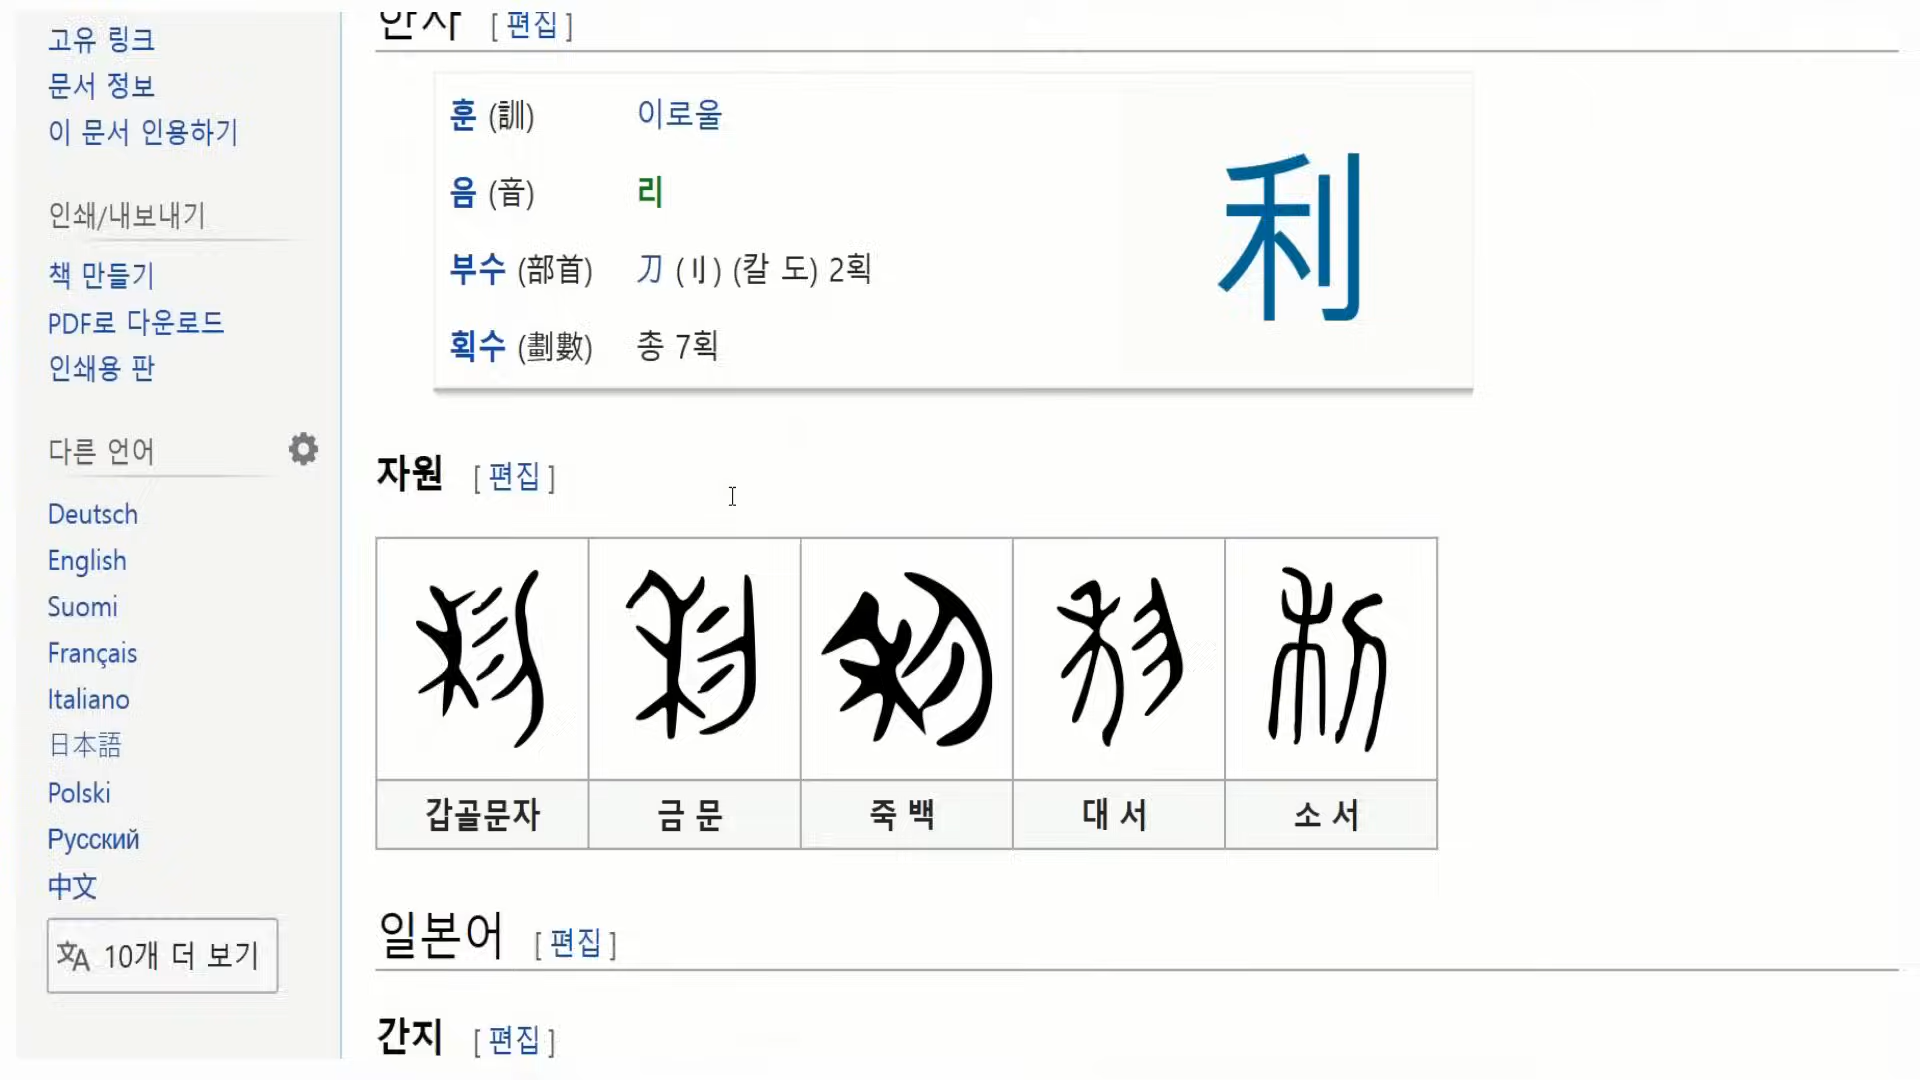 고유 링크
문서 정보
이 문서 인용하기
인쇄/내보내기
책 만들기
PDF로 다운로드
인쇄용 판
다른 언어
Deutsch
English
Suomi
Français
Italiano
日本語
Polski
Русский
中文
10개 더 보기
한자 [편집]
훈 (訓) 이로울
음 (音) 리
부수 (部首) 刀 (刂) (칼 도) 2획
획수 (劃數) 총 7획
利
자원 [편집]
갑골문자 금 문 죽 백 대 서 소 서
일본어 [편집]
간지 [편집]